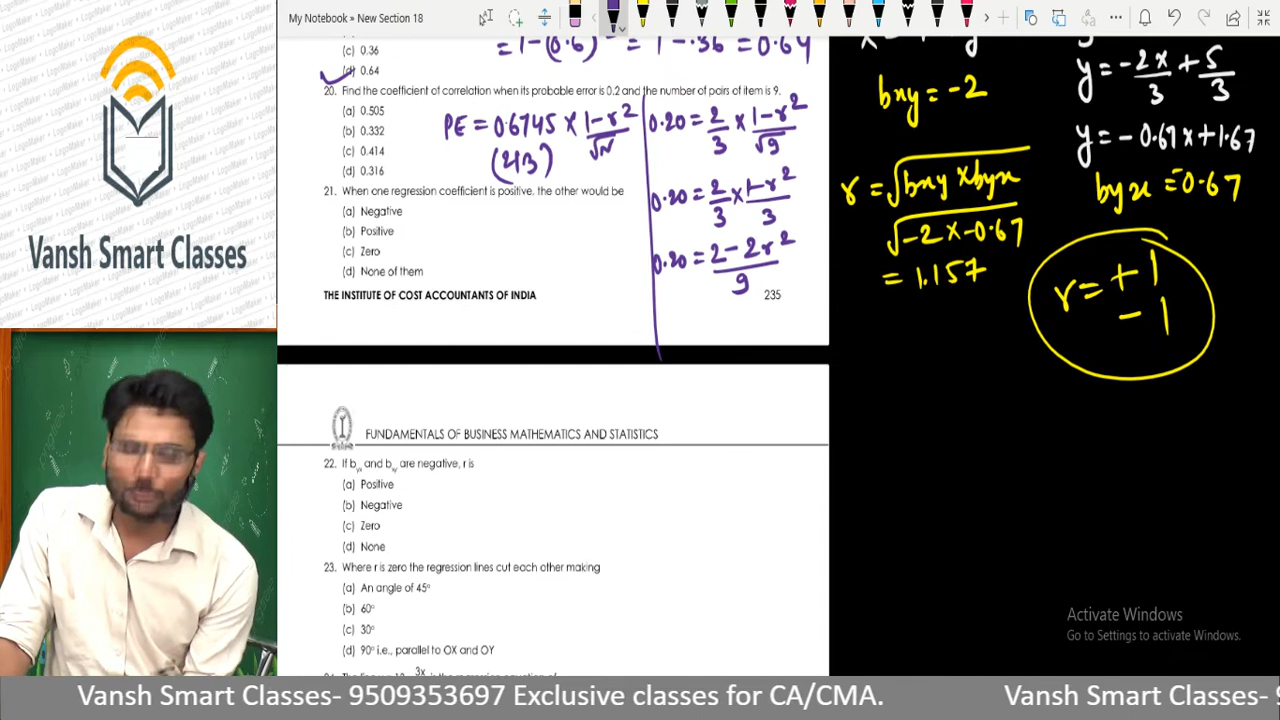 My Notebook » New Section 18
(c) 0.36
= 1-(0.6) = 1 - .36 = 0.64
0.64
20. Find the coefficient of correlation when its probable error is 0.2 and the number of pairs of item is 9.
(a) 0.505
(b) 0.332
(c) 0.414
(d) 0.316
PE = 0.6745 × 1-r² / √N
(2/3)
0.20 = 2/3 × 1-r² / √9
0.20 = 2/3 × 1-r² / 3
0.20 = 2-2r² / 9
21. When one regression coefficient is positive, the other would be
(a) Negative
(b) Positive
(c) Zero
(d) None of them
THE INSTITUTE OF COST ACCOUNTANTS OF INDIA
235
FUNDAMENTALS OF BUSINESS MATHEMATICS AND STATISTICS
22. If byx and bxy are negative, r is
(a) Positive
(b) Negative
(c) Zero
(d) None
23. Where r is zero the regression lines cut each other making
(a) An angle of 45°
(b) 60°
(c) 30°
(d) 90° i.e., parallel to OX and OY
bxy = -2
y = -2x/3 + 5/3
y = -0.67x+1.67
byx = -0.67
r = √bxy × byx
√-2 × -0.67
= 1.157
r = + 1
- 1
Vansh Smart Classes
Activate Windows
Go to Settings to activate Windows.
Vansh Smart Classes- 9509353697 Exclusive classes for CA/CMA.
Vansh Smart Classes-